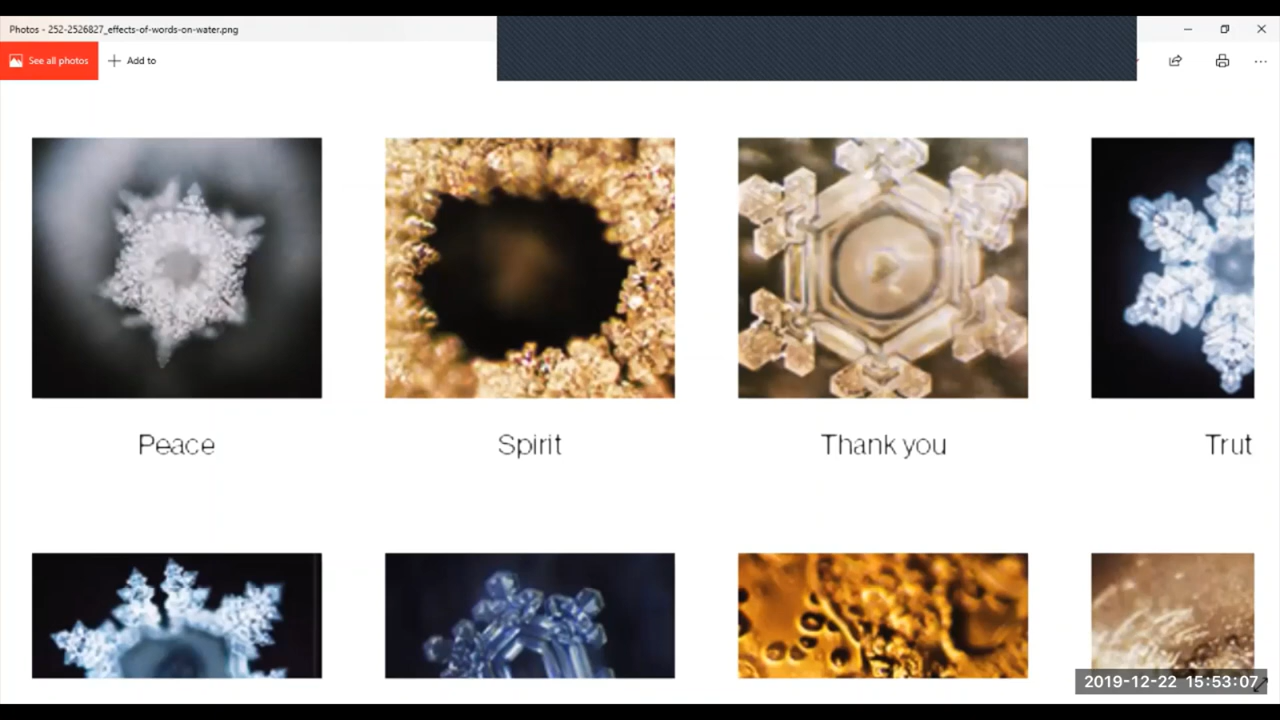 Photos - 252-2526827_effects-of-words-on-water.png
See all photos
Add to
Peace
Spirit
Thank you
Trut
2019-12-22 15:53:07